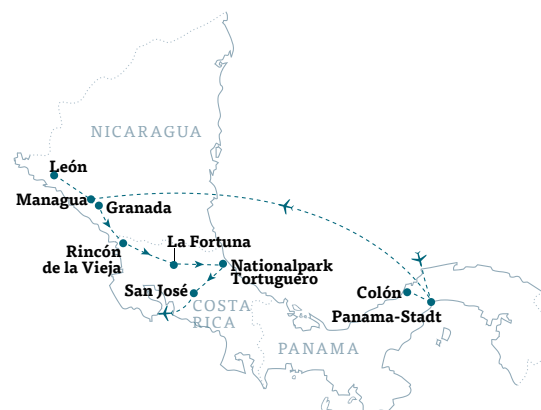 NICARAGUA
León
Managua
Granada
Rincón
de la Vieja
La Fortuna
Nationalpark
Tortuguero
San José
COSTA
RICA
Colón
Panama-Stadt
PANAMA